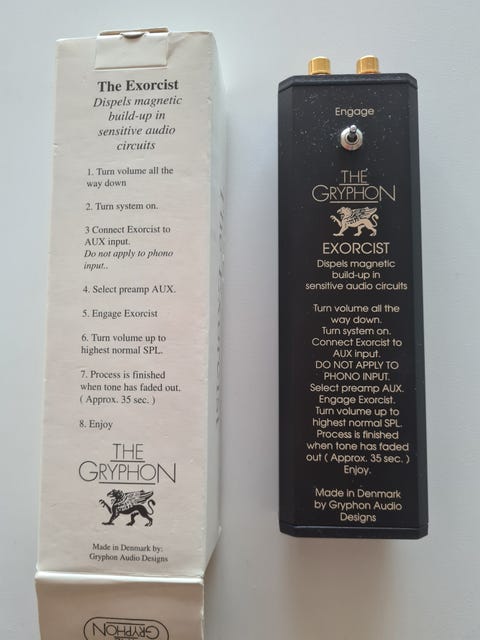 The Exorcist
Dispels magnetic
build-up in
sensitive audio
circuits
1. Turn volume all the
way down
2. Turn system on.
3 Connect Exorcist to
AUX input.
Do not apply to phono
input..
4. Select preamp AUX.
5. Engage Exorcist
6. Turn volume up to
highest normal SPL.
7. Process is finished
when tone has faded out.
( Approx. 35 sec. )
8. Enjoy
THE
GRYPHON
Made in Denmark by:
Gryphon Audio Designs
GRYPHON
Engage
THE
GRYPHON
EXORCIST
Dispels magnetic
build-up in
sensitive audio circuits
Turn volume all the
way down.
Turn system on.
Connect Exorcist to
AUX input.
DO NOT APPLY TO
PHONO INPUT.
Select preamp AUX.
Engage Exorcist.
Turn volume up to
highest normal SPL.
Process is finished
when tone has faded
out ( Approx. 35 sec. )
Enjoy.
Made in Denmark
by Gryphon Audio
Designs